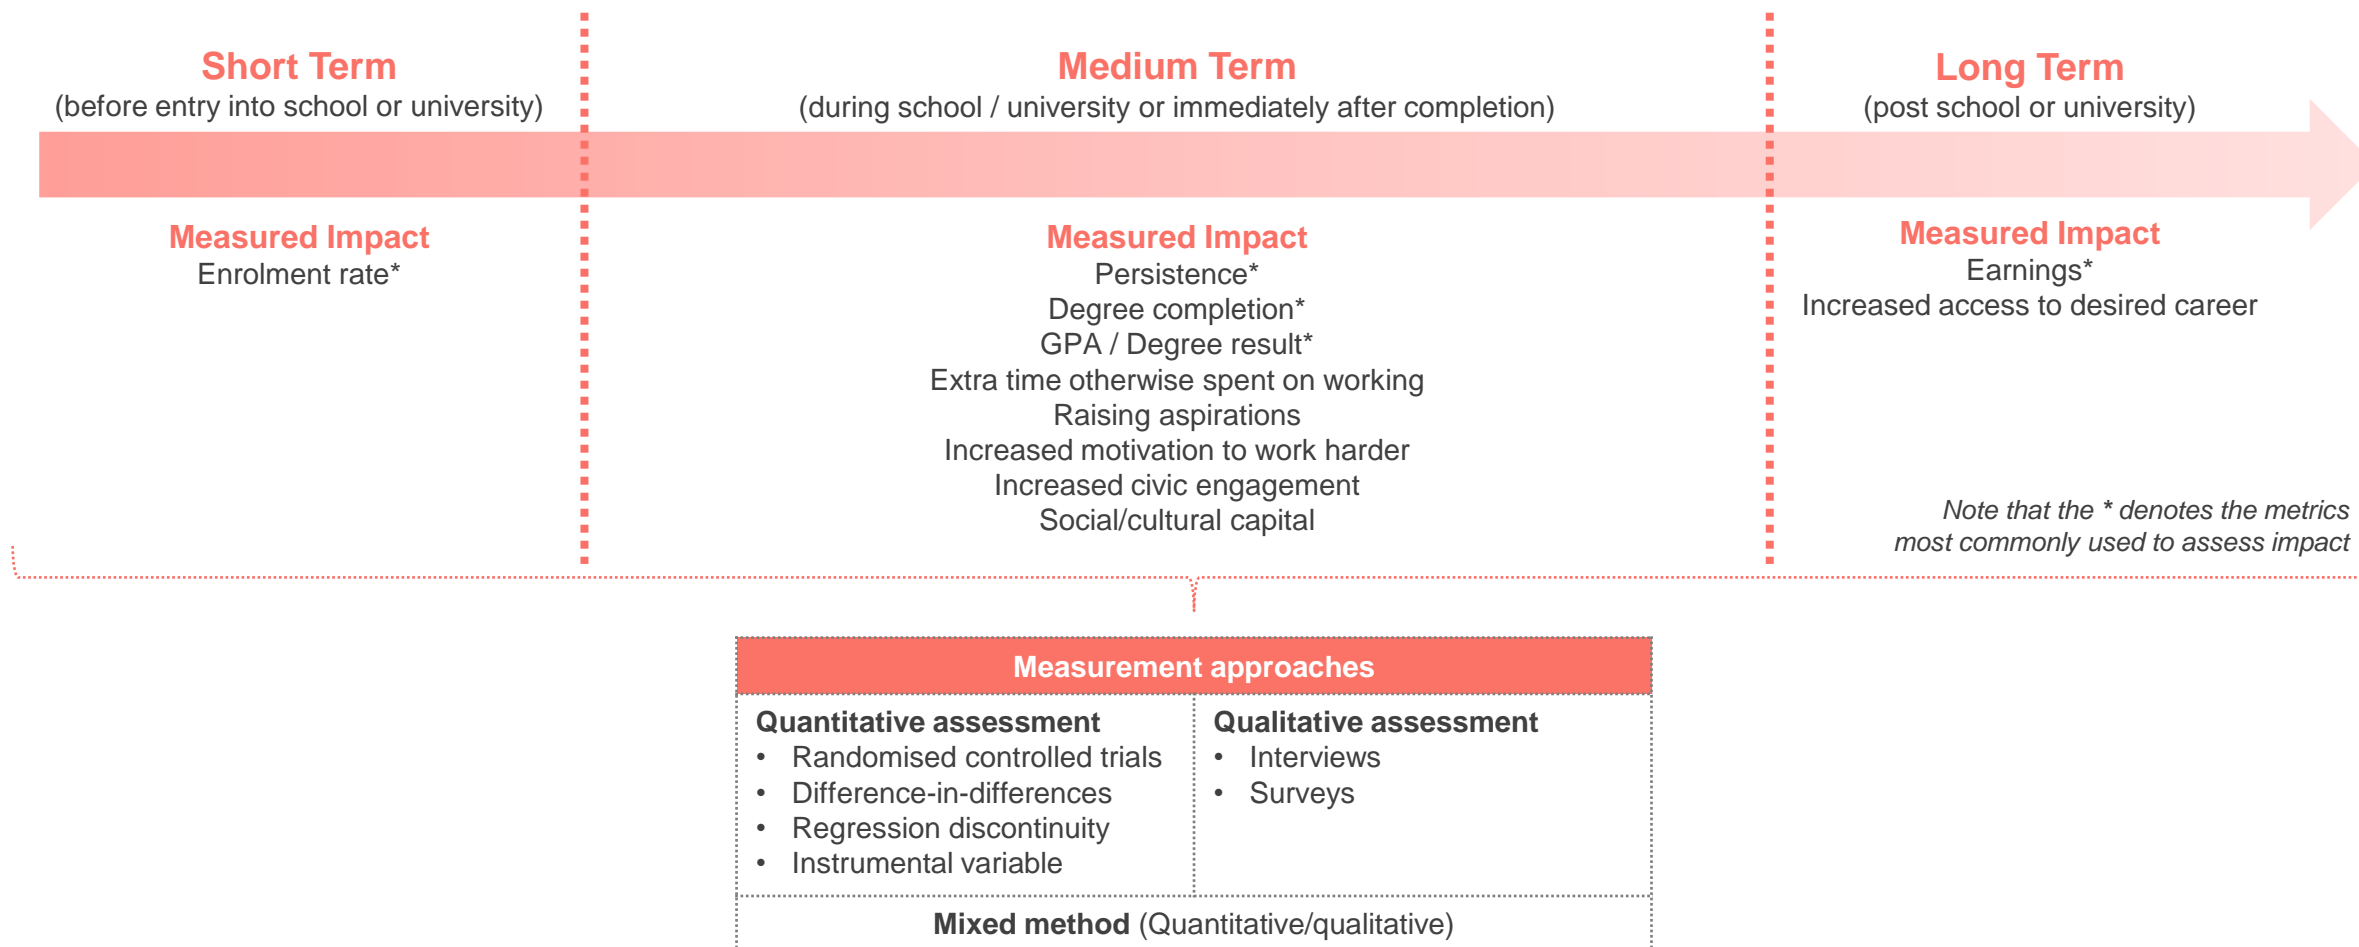 Short Term
(before entry into school or university)
Measured Impact
Enrolment rate*
Medium Term
(during school / university or immediately after completion)
Measured Impact
Persistence*
Degree completion*
GPA / Degree result*
Extra time otherwise spent on working
Raising aspirations
Increased motivation to work harder
Increased civic engagement
Social/cultural capital
Long Term
(post school or university)
Measured Impact
Earnings*
Increased access to desired career
Note that the * denotes the metrics
most commonly used to assess impact
Measurement approaches
Quantitative assessment
• Randomised controlled trials
• Difference-in-differences
• Regression discontinuity
• Instrumental variable
Qualitative assessment
• Interviews
• Surveys
Mixed method (Quantitative/qualitative)